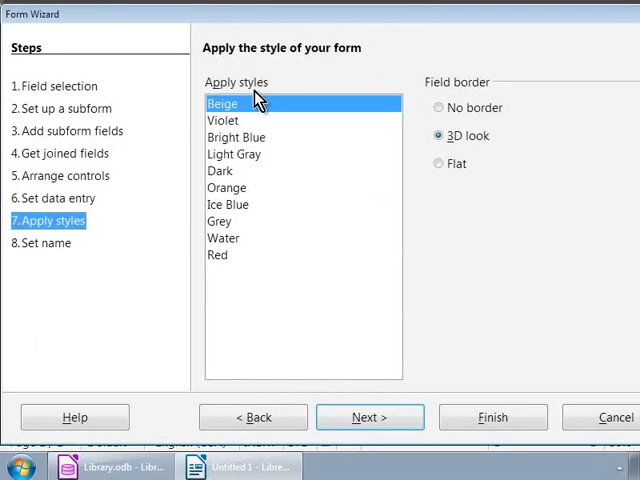 Form Wizard
Steps
1. Field selection
2. Set up a subform
3. Add subform fields
4. Get joined fields
5. Arrange controls
6. Set data entry
7. Apply styles
8. Set name
Apply the style of your form
Apply styles
Beige
Violet
Bright Blue
Light Gray
Dark
Orange
Ice Blue
Grey
Water
Red
Field border
No border
3D look
Flat
Help
< Back
Next >
Finish
Cancel
Library.odb - Libr...
Untitled 1 - Libre...